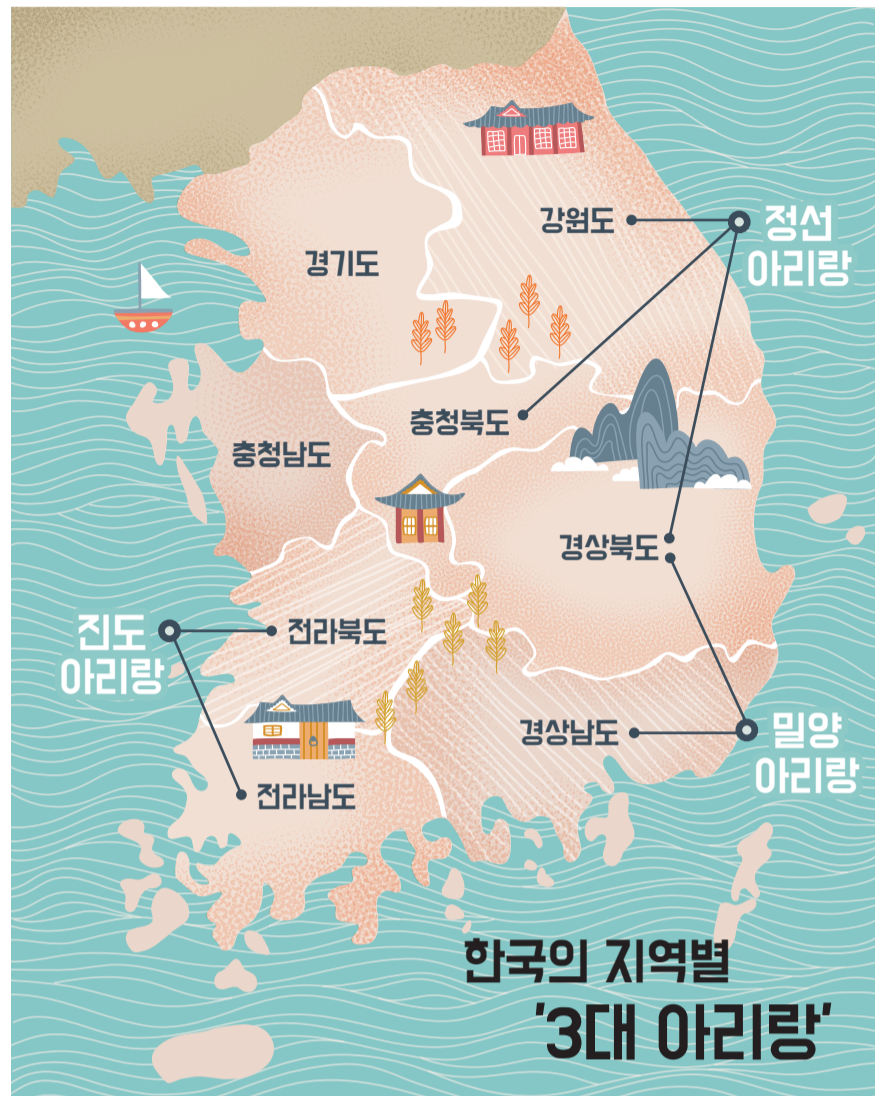 강원도
정선
아리랑
경기도
충청북도
충청남도
경상북도
진도
아리랑
전라북도
경상남도
밀양
아리랑
전라남도
한국의 지역별
'3대 아리랑'